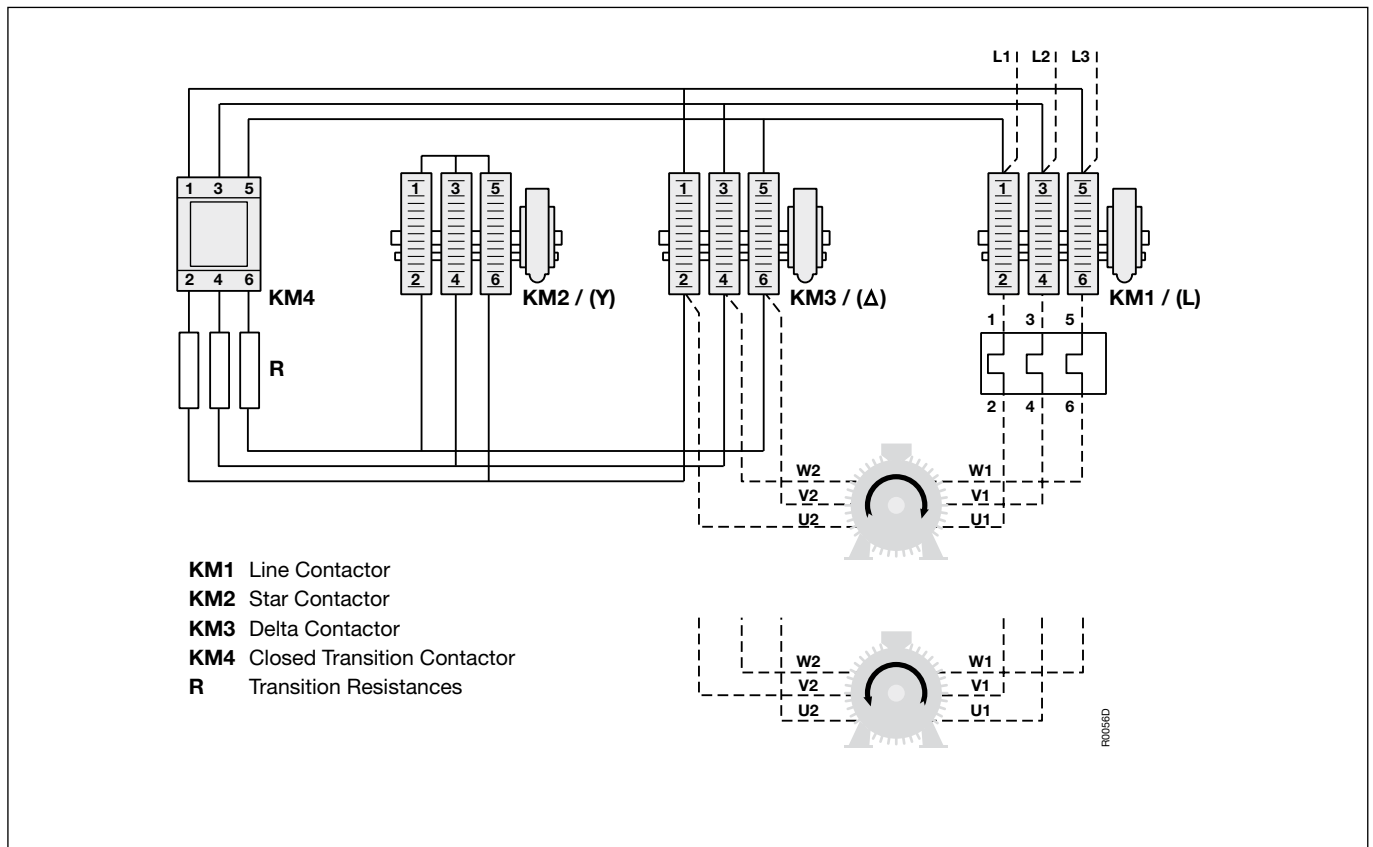 L1 L2 L3
1 3 5
1 3 5
1 3 5
1 3 5
2 4 6
2 4 6
2 4 6
2 4 6
KM4
KM2 / (Y)
KM3 / (Δ)
KM1 / (L)
1 3 5
R
2 4 6
W2 W1
V2 V1
U2 U1
KM1 Line Contactor
KM2 Star Contactor
KM3 Delta Contactor
KM4 Closed Transition Contactor
R Transition Resistances
W2 W1
V2 V1
U2 U1
R0056D